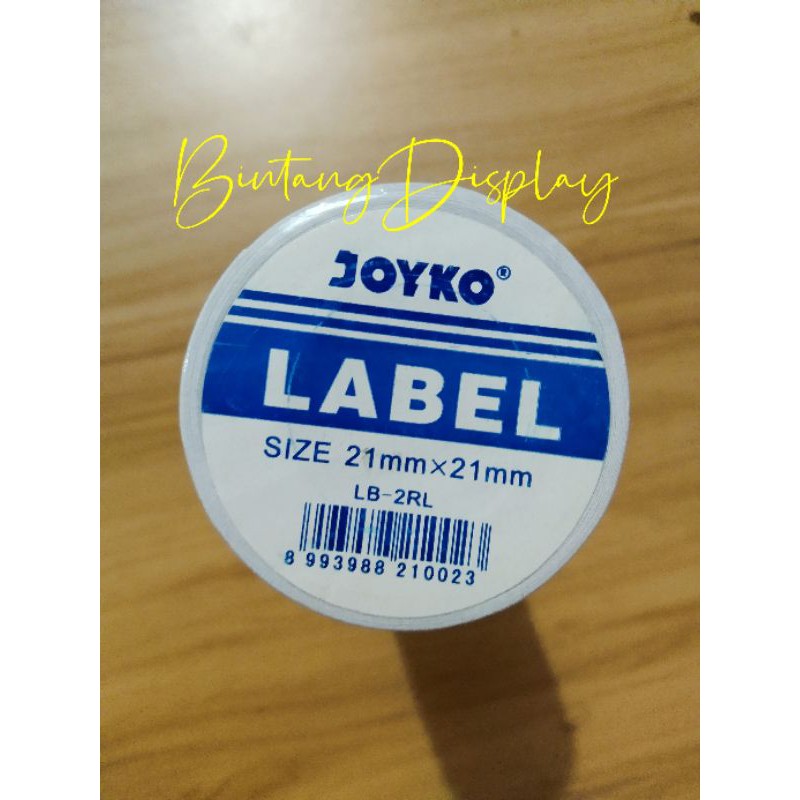 Bintang Display
JOYKO®
LABEL
SIZE 21mm×21mm
LB-2RL
8 993988 210023